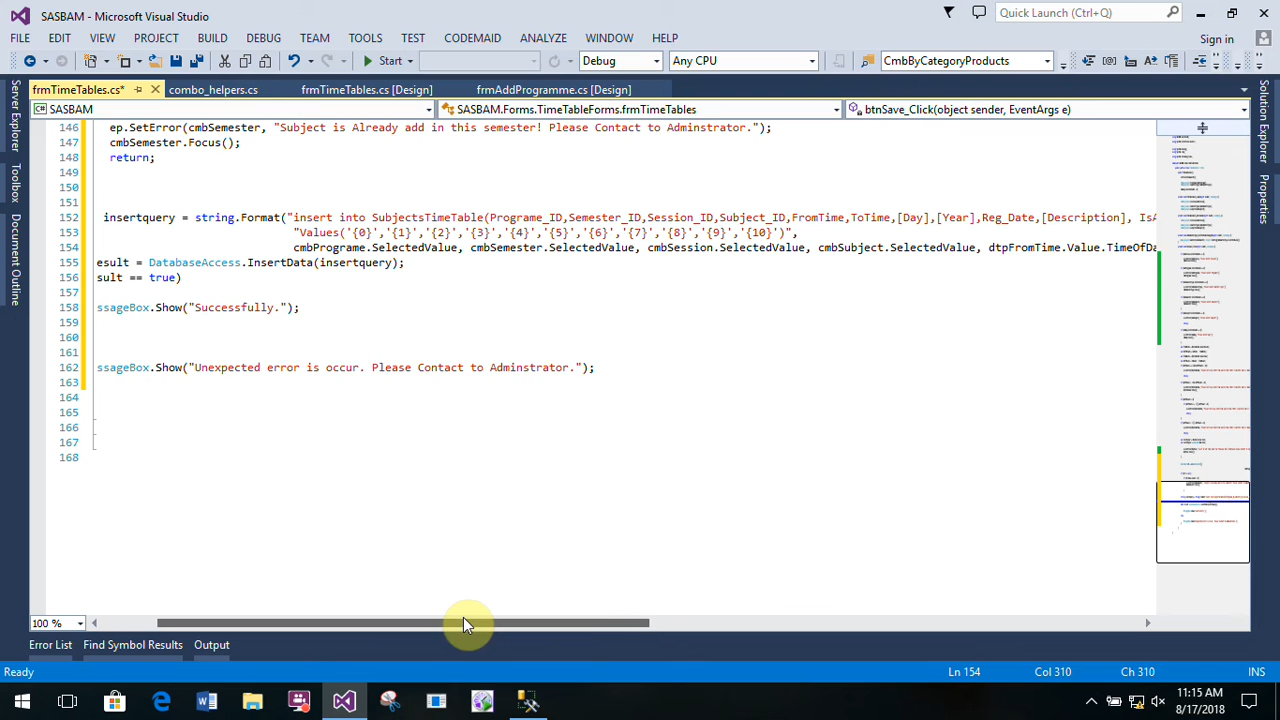 SASBAM - Microsoft Visual Studio
Quick Launch (Ctrl+Q)
FILE EDIT VIEW PROJECT BUILD DEBUG TEAM TOOLS TEST CODEMAID ANALYZE WINDOW HELP
Sign in
Start
Debug
Any CPU
CmbByCategoryProducts
frmTimeTables.cs*
combo_helpers.cs
frmTimeTables.cs [Design]
frmAddProgramme.cs [Design]
SASBAM
SASBAM.Forms.TimeTableForms.frmTimeTables
btnSave_Click(object sender, EventArgs e)
Server Explorer
Toolbox
Document Outline
Solution Explorer
Properties
146 ep.SetError(cmbSemester, "Subject is Already add in this semester! Please Contact to Adminstrator.");
147 cmbSemester.Focus();
148 return;
149
150
151
152 insertquery = string.Format("insert into SubjectsTimeTable(Programe_ID,Semester_ID,Session_ID,Subject_ID,FromTime,ToTime,[Day],[Year],Reg_Date,[Description], IsA
153 "Values('{0}','{1}','{2}','{3}','{4}','{5}','{6}','{7}','{8}','{9}','{10}')",
154 cmbPrograme.SelectedValue, cmbSemester.SelectedValue, cmbSession.SelectedValue, cmbSubject.SelectedValue, dtpFromTime.Value.TimeOfDa
155 esult = DatabaseAccess.InsertData(insertquery);
156 sult == true)
157
158 ssageBox.Show("Successfully.");
159
160
161
162 ssageBox.Show("Unexpected error is occur. Please Contact to Adminstrator.");
163
164
165
166
167
168
100 %
Error List Find Symbol Results Output
Ready
Ln 154
Col 310
Ch 310
INS
11:15 AM
8/17/2018